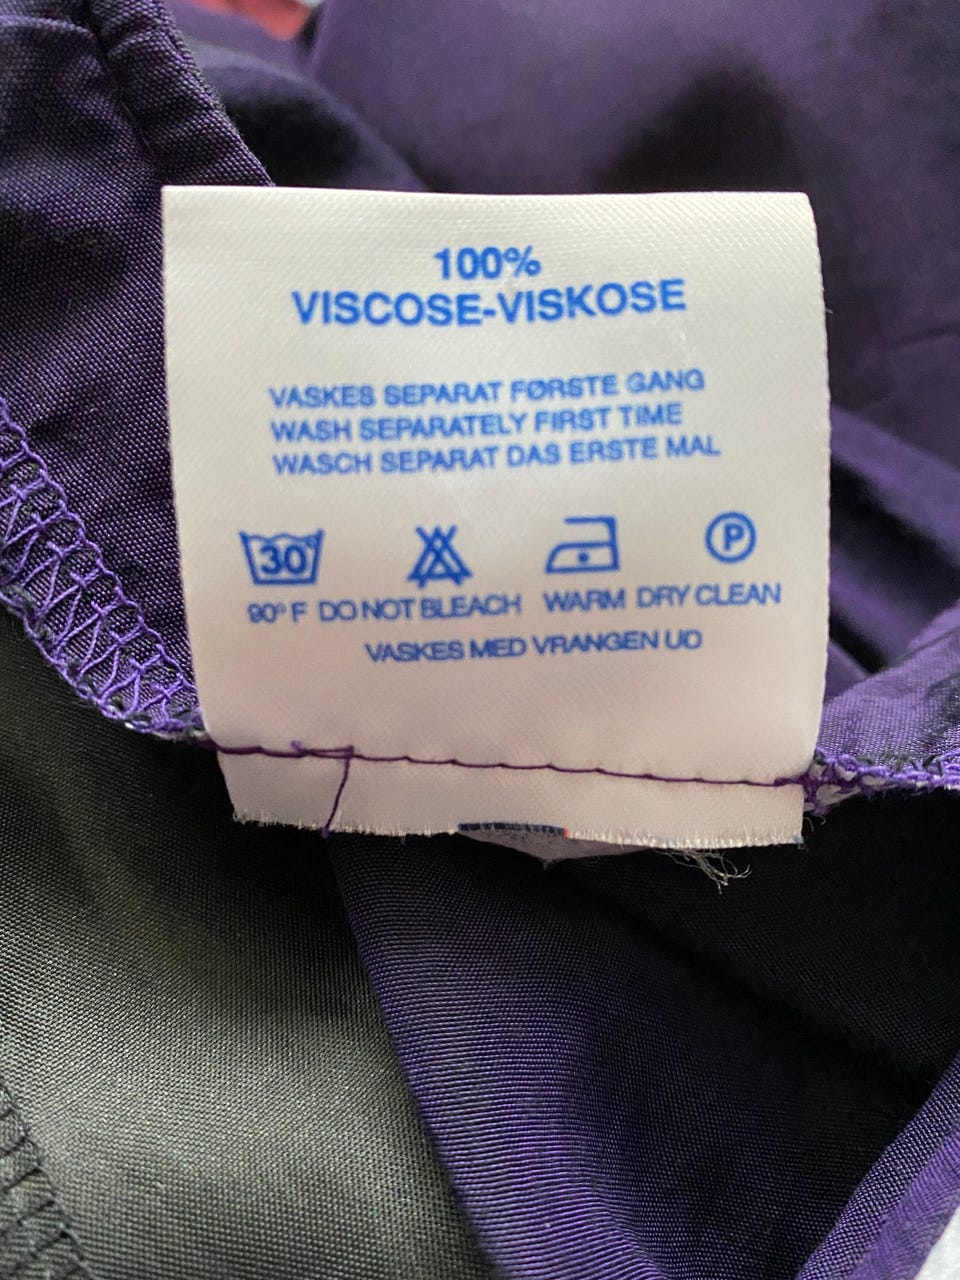 100%
VISCOSE-VISKOSE
VASKES SEPARAT FØRSTE GANG
WASH SEPARATELY FIRST TIME
WASCH SEPARAT DAS ERSTE MAL
30° P
90° F DO NOT BLEACH WARM DRY CLEAN
VASKES MED VRANGEN UD